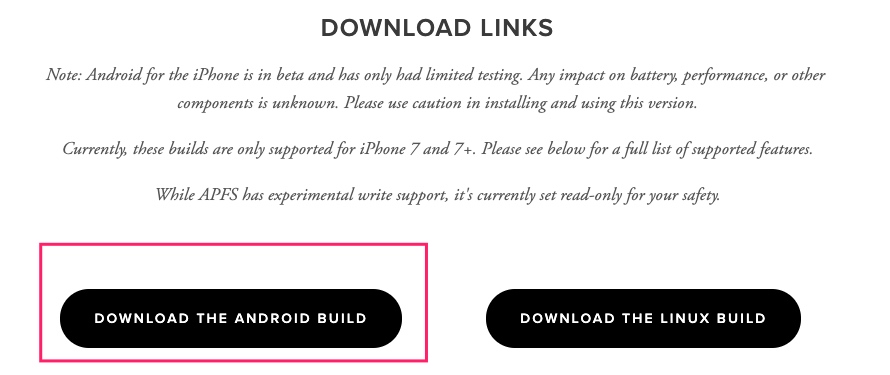 DOWNLOAD LINKS
Note: Android for the iPhone is in beta and has only had limited testing. Any impact on battery, performance, or other
components is unknown. Please use caution in installing and using this version.
Currently, these builds are only supported for iPhone 7 and 7+. Please see below for a full list of supported features.
While APFS has experimental write support, it's currently set read-only for your safety.
DOWNLOAD THE ANDROID BUILD
DOWNLOAD THE LINUX BUILD